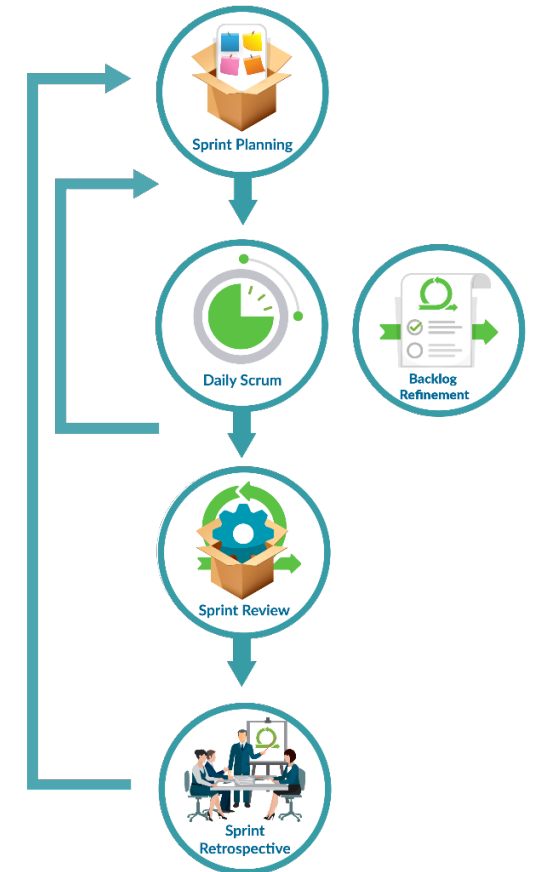 Sprint Planning
Daily Scrum
Backlog
Refinement
Sprint Review
Sprint
Retrospective